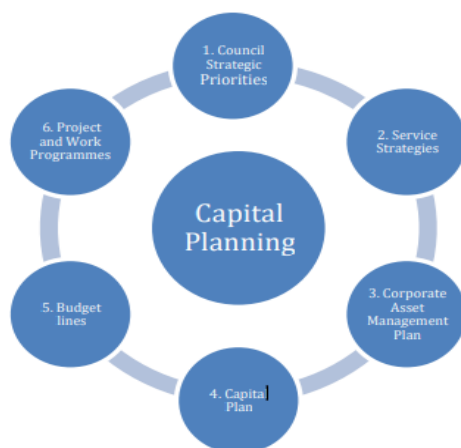 1. Council
Strategic
Priorities
2. Service
Strategies
3. Corporate
Asset
Management
Plan
4. Capital
Plan
5. Budget
lines
6. Project
and Work
Programmes
Capital
Planning